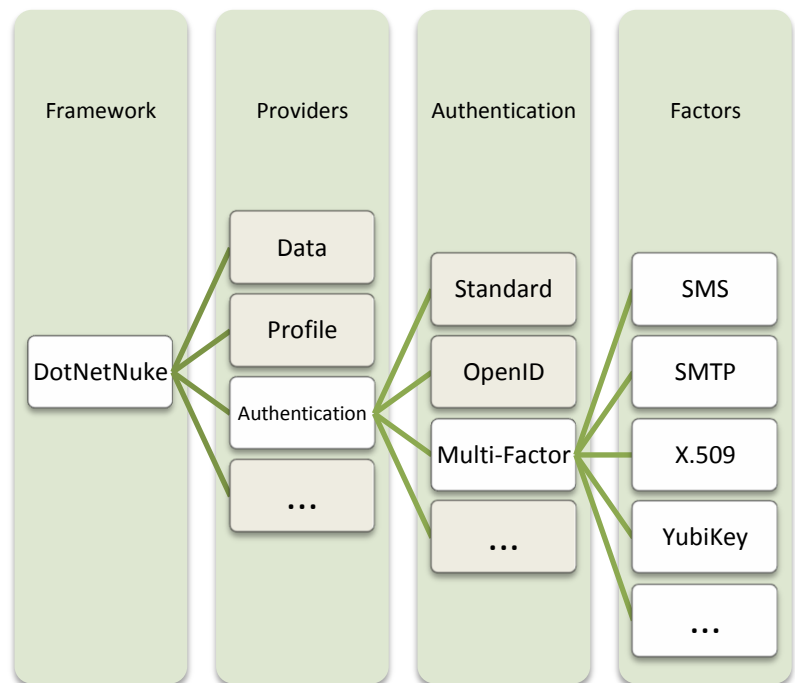 Framework
Providers
Authentication
Factors
DotNetNuke
Data
Profile
Authentication
...
Standard
OpenID
Multi-Factor
...
SMS
SMTP
X.509
YubiKey
...